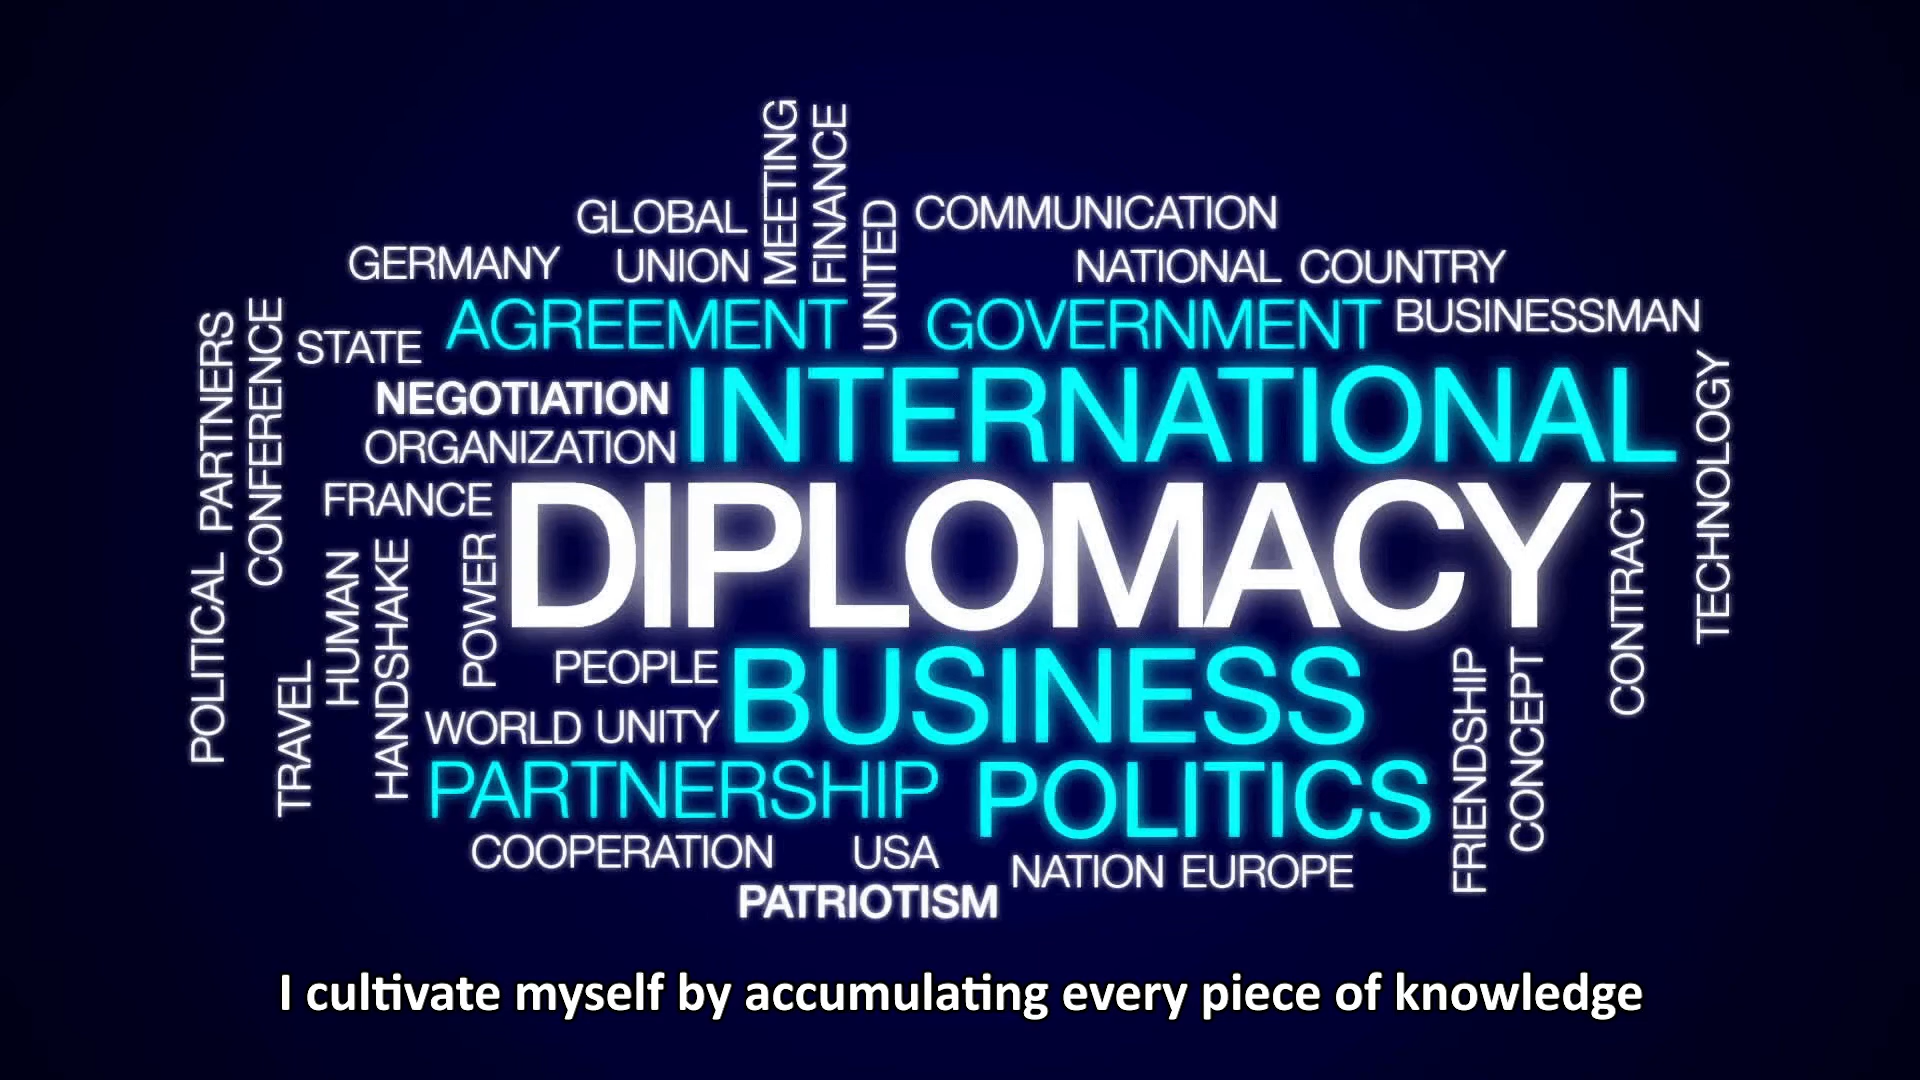 MEETING
FINANCE
GLOBAL
UNITED
COMMUNICATION
GERMANY
UNION
NATIONAL
COUNTRY
PARTNERS
CONFERENCE
STATE
AGREEMENT
GOVERNMENT
BUSINESSMAN
NEGOTIATION
INTERNATIONAL
TECHNOLOGY
ORGANIZATION
FRANCE
DIPLOMACY
CONTRACT
POLITICAL
HUMAN
HANDSHAKE
POWER
PEOPLE
BUSINESS
FRIENDSHIP
CONCEPT
TRAVEL
WORLD
UNITY
PARTNERSHIP
POLITICS
COOPERATION
USA
NATION
EUROPE
PATRIOTISM
I cultivate myself by accumulating every piece of knowledge